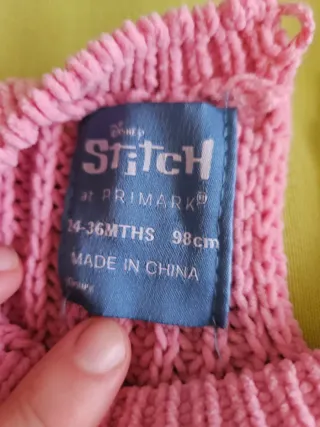 Disney
STITCH
at PRIMARK
24-36MTHS 98cm
MADE IN CHINA